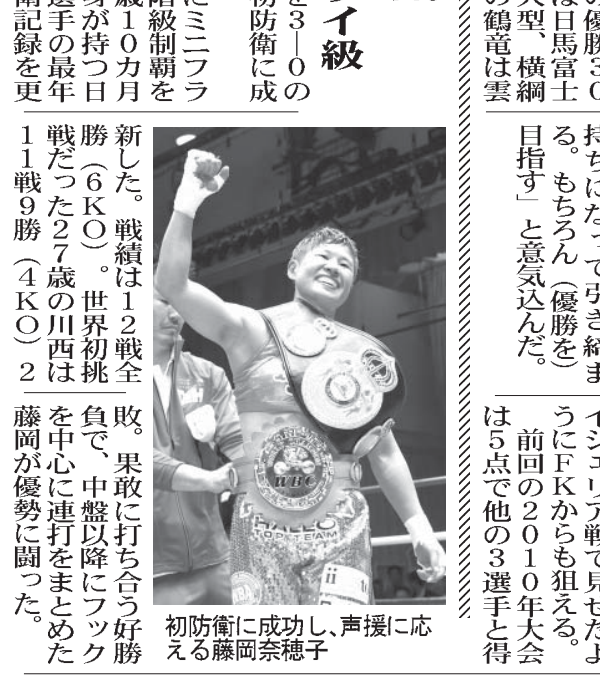 の優勝３０
は日馬富士
大型、横綱
の鶴竜は雲
持ちになって引き締ま
る。もちろん（優勝を）
目指す」と意気込んだ。
イジェリア戦で見せたよ
うにＦＫからも狙える。
前回の２０１０年大会
は５点で他の３選手と得
イ級
を３―０の
初防衛に成
にミニフラ
階級制覇を
歳１０カ月
身が持つ日
選手の最年
衛記録を更
新した。戦績は１２戦全
勝（６ＫＯ）。世界初挑
戦だった２７歳の川西は
１１戦９勝（４ＫＯ）２
敗。果敢に打ち合う好勝
負で、中盤以降にフック
を中心に連打をまとめた
藤岡が優勢に闘った。
WBC
HALEO
TOP TEAM
初防衛に成功し、声援に応
える藤岡奈穂子